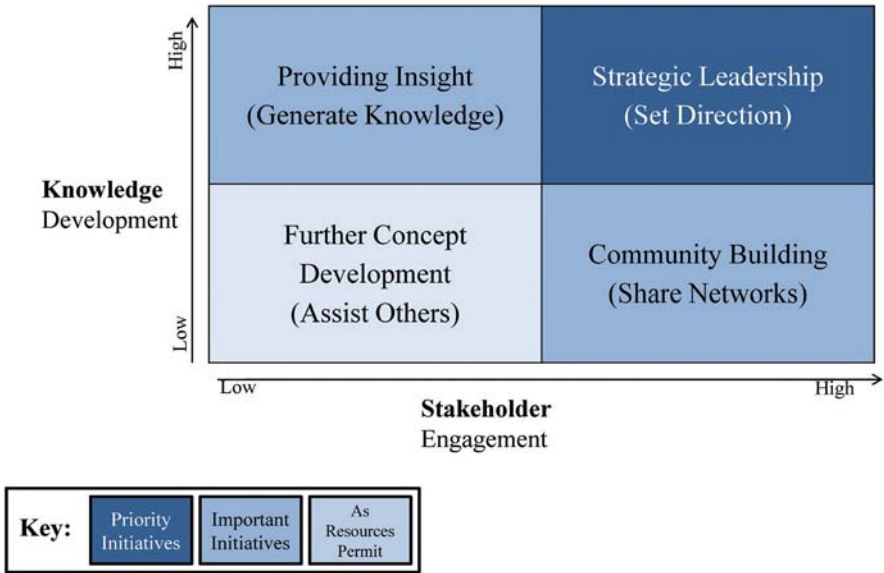 High
Providing Insight
(Generate Knowledge)
Strategic Leadership
(Set Direction)
Knowledge
Development
Further Concept
Development
(Assist Others)
Community Building
(Share Networks)
Low
Low
High
Stakeholder
Engagement
Key:
Priority
Initiatives
Important
Initiatives
As
Resources
Permit